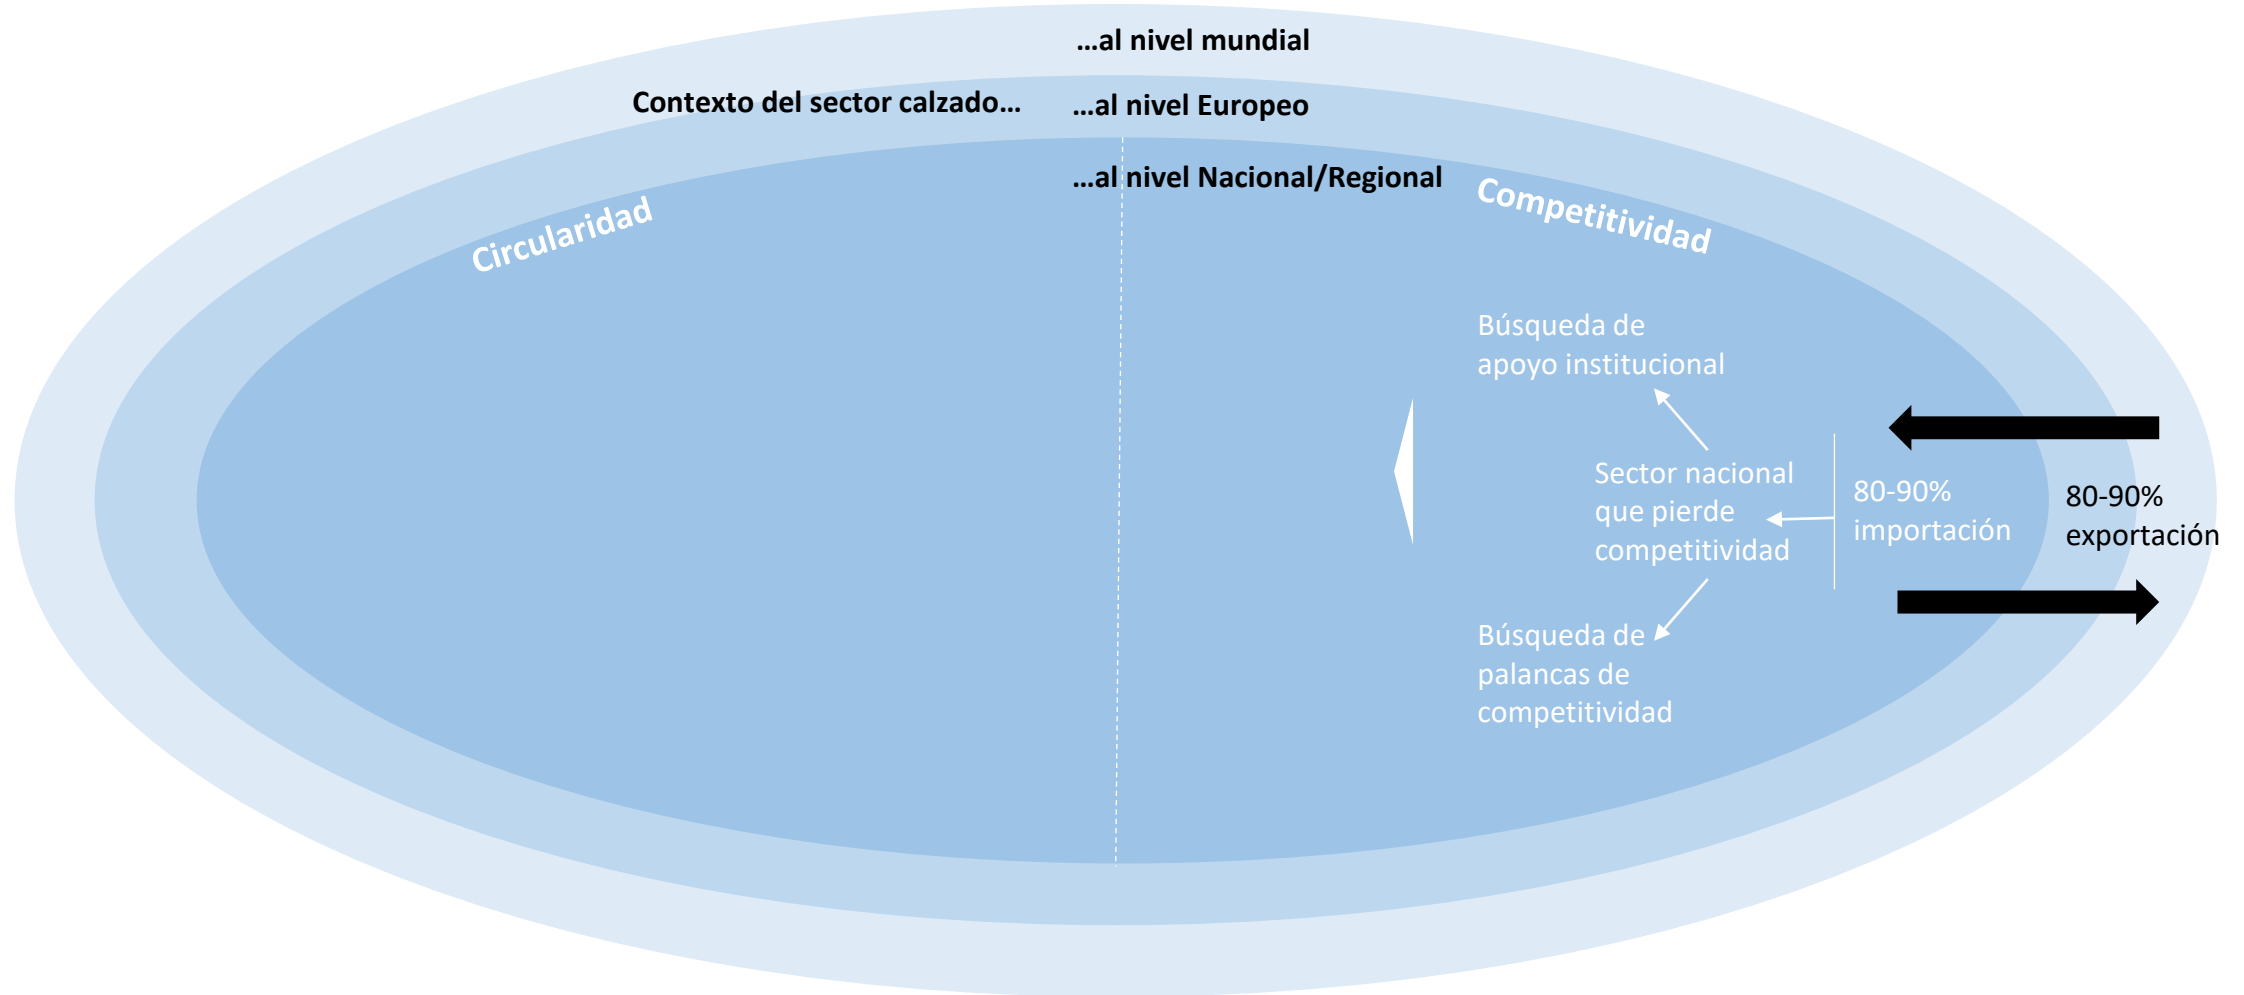 …al nivel mundial
Contexto del sector calzado…
…al nivel Europeo
…al nivel Nacional/Regional
Circularidad
Competitividad
Búsqueda de
apoyo institucional
Sector nacional
que pierde
competitividad
80-90%
importación
80-90%
exportación
Búsqueda de
palancas de
competitividad